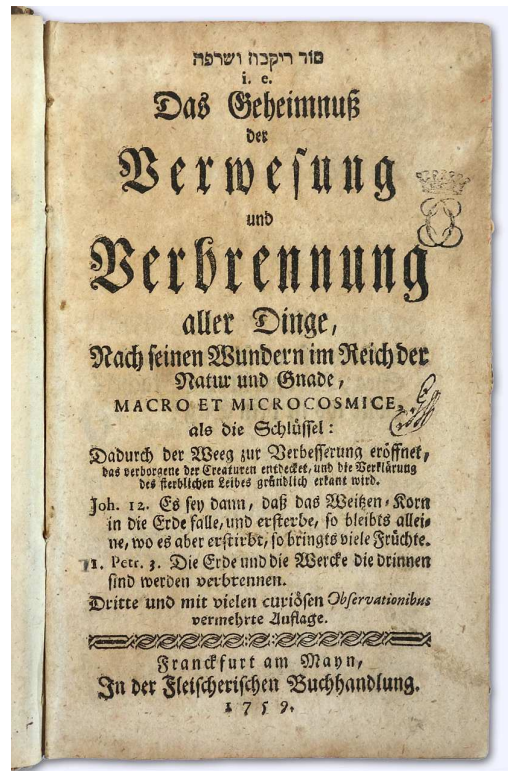 סוד ריקבון ושרפה
i. e.
Das Geheimnuß
der
Verwesung
und
Verbrennung
aller Dinge,
Nach seinen Wundern im Reich der
Natur und Gnade,
MACRO ET MICROCOSMICE,
als die Schlüssel:
Dadurch der Weeg zur Verbesserung eröffnet,
das verborgene der Creaturen entdecket, und die Verklärung
des sterblichen Leibes gründlich erkant wird.
Joh. 12. Es sey dann, daß das Weitzen-Korn
in die Erde falle, und ersterbe, so bleibts allei-
ne, wo es aber erstirbt, so bringts viele Früchte.
1. Petr. 3. Die Erde und die Wercke die drinnen
sind werden verbrennen.
Dritte und mit vielen curiösen Observationibus
vermehrte Auflage.
Franckfurt am Mayn,
In der Fleischerischen Buchhandlung.
1759.